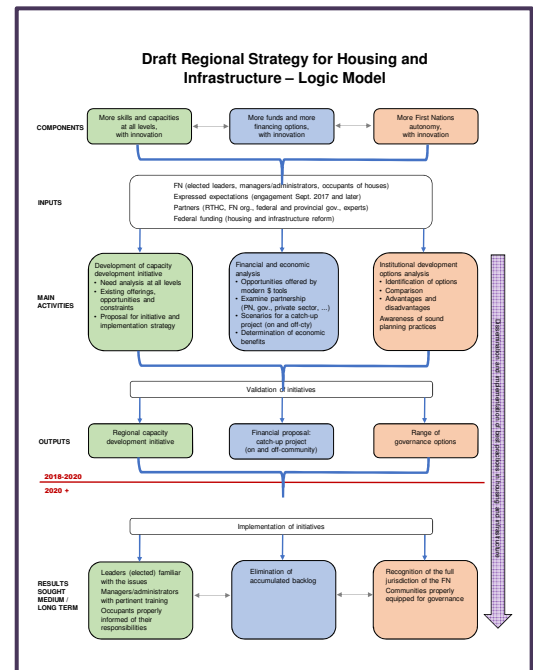 Draft Regional Strategy for Housing and
Infrastructure – Logic Model
COMPONENTS
More skills and capacities
at all levels,
with innovation
More funds and more
financing options,
with innovation
More First Nations
autonomy,
with innovation
INPUTS
FN (elected leaders, managers/administrators, occupants of houses)
Expressed expectations (engagement Sept. 2017 and later)
Partners (RTHC, FN org., federal and provincial gov., experts)
Federal funding (housing and infrastructure reform)
MAIN
ACTIVITIES
Development of capacity
development initiative
• Need analysis at all levels
• Existing offerings,
opportunities and
constraints
• Proposal for initiative and
implementation strategy
Financial and economic
analysis
• Opportunities offered by
modern $ tools
• Examine partnership
(PN, gov., private sector, ...)
• Scenarios for a catch-up
project (on and off-cty)
• Determination of economic
benefits
Institutional development
options analysis
• Identification of options
• Comparison
• Advantages and
disadvantages
Awareness of sound
planning practices
Validation of initiatives
OUTPUTS
Regional capacity
development initiative
Financial proposal:
catch-up project
(on and off-community)
Range of
governance options
2018-2020
2020 +
Implementation of initiatives
RESULTS
SOUGHT
MEDIUM /
LONG TERM
Leaders (elected) familiar
with the issues
Managers/administrators
with pertinent training
Occupants properly
informed of their
responsibilities
Elimination of
accumulated backlog
Recognition of the full
jurisdiction of the FN
Communities properly
equipped for governance
Dissemination and implementation of best practices in housing and infrastructure